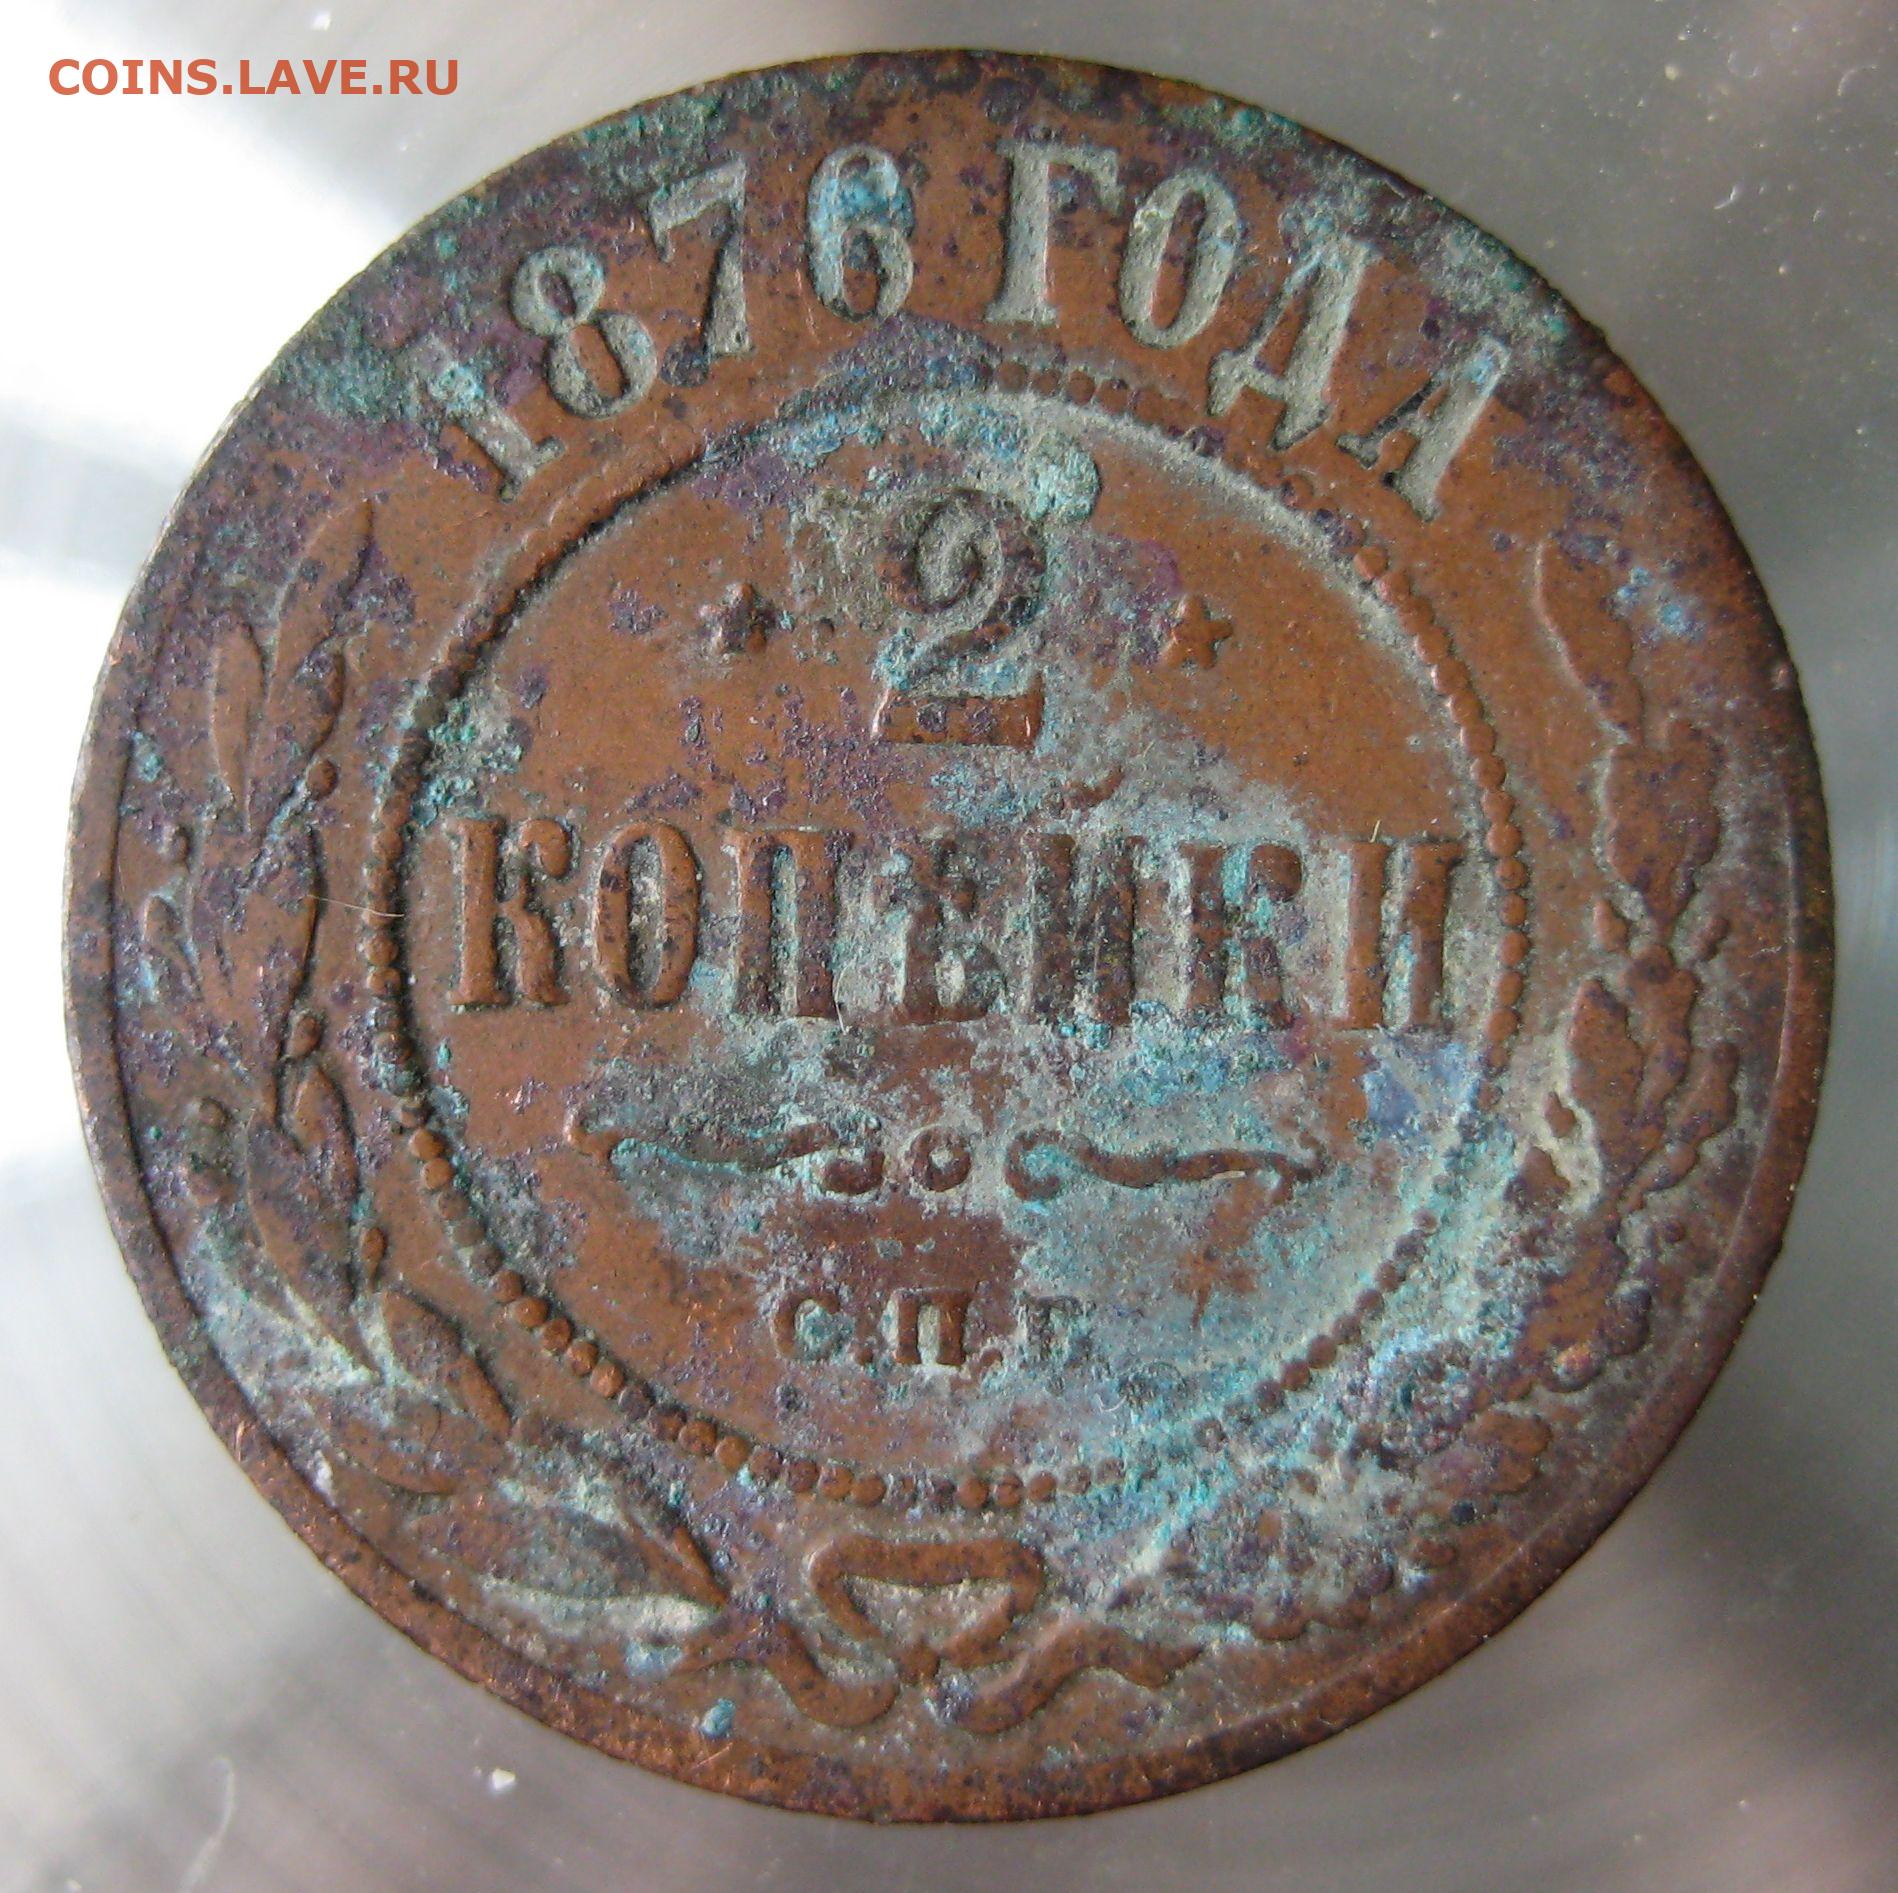 COINS.LAVE.RU
1876 ГОДА
2
КОПЕЙКИ
С.П.Б.